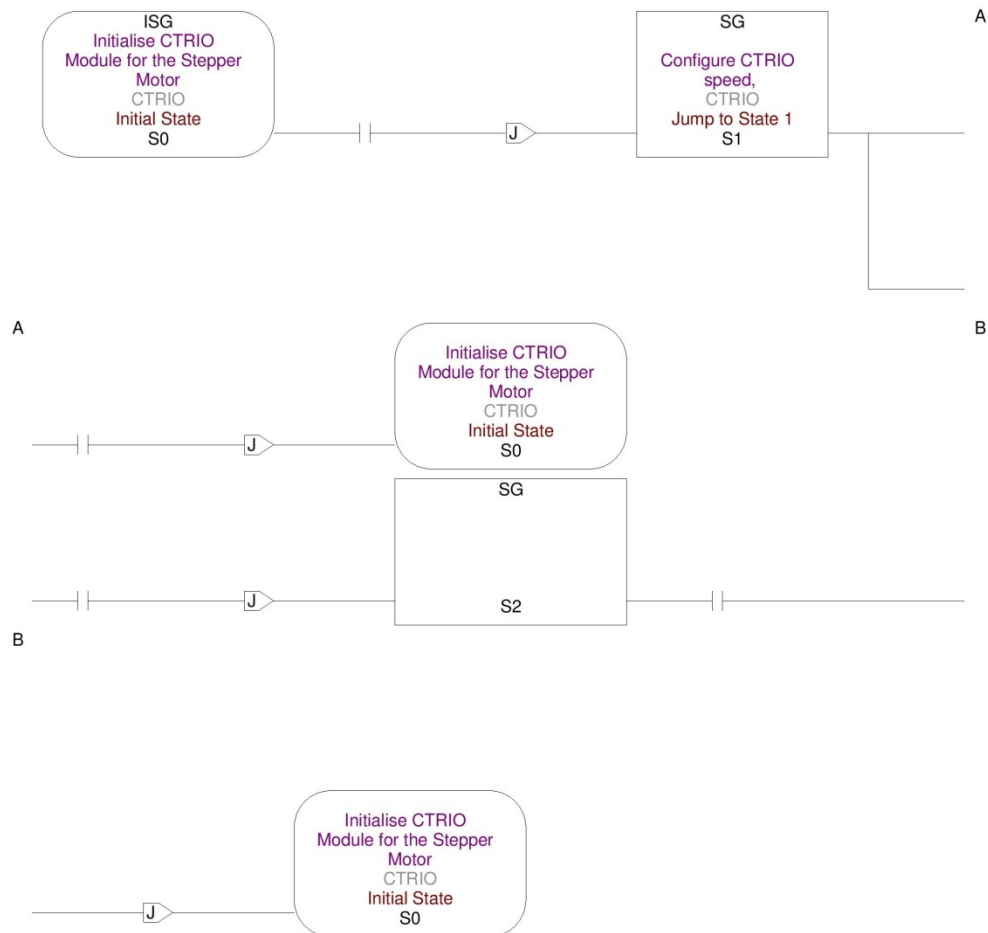 ISG
Initialise CTRIO
Module for the Stepper
Motor
CTRIO
Initial State
S0
J
SG
Configure CTRIO
speed,
CTRIO
Jump to State 1
S1
A
A
B
J
Initialise CTRIO
Module for the Stepper
Motor
CTRIO
Initial State
S0
J
SG
S2
B
J
Initialise CTRIO
Module for the Stepper
Motor
CTRIO
Initial State
S0